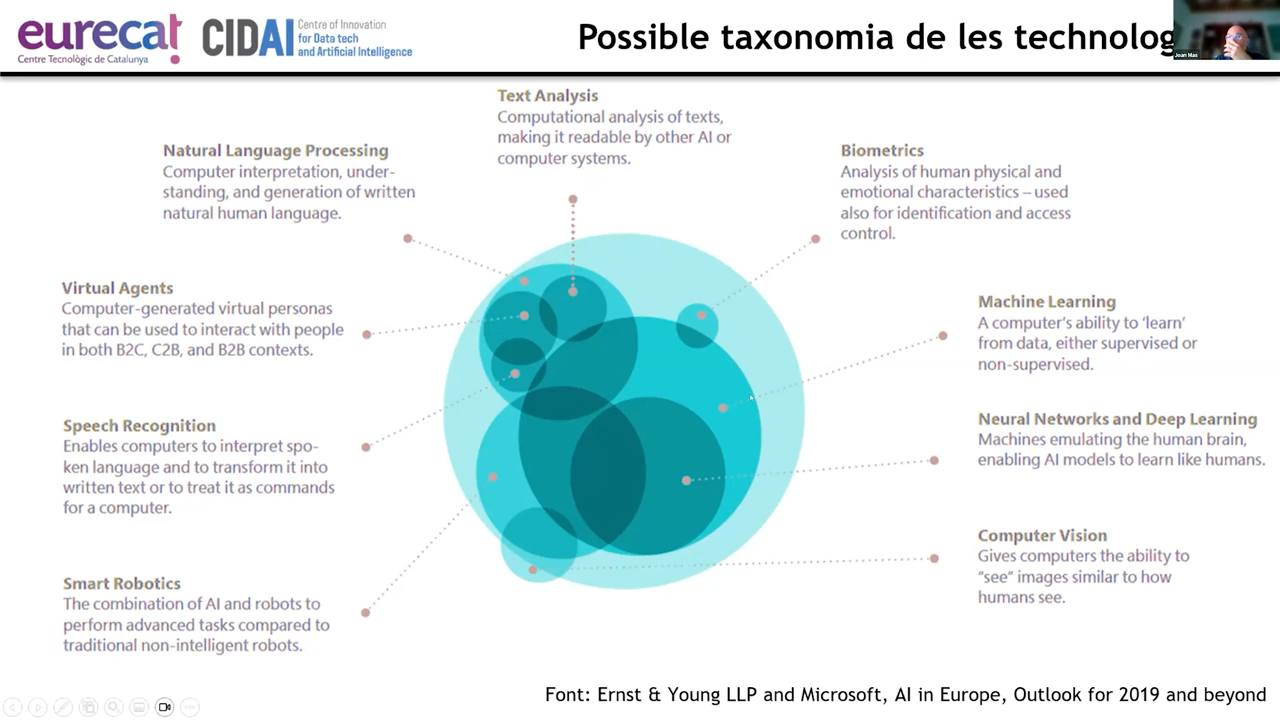 eurecat
Centre Tecnològic de Catalunya
CIDAI
Centre of Innovation
for Data tech
and Artificial Intelligence
Possible taxonomia de les technolog
Joan Mas
Text Analysis
Computational analysis of texts,
making it readable by other AI or
computer systems.
Natural Language Processing
Computer interpretation, under-
standing, and generation of written
natural human language.
Biometrics
Analysis of human physical and
emotional characteristics – used
also for identification and access
control.
Virtual Agents
Computer-generated virtual personas
that can be used to interact with people
in both B2C, C2B, and B2B contexts.
Machine Learning
A computer's ability to ‘learn’
from data, either supervised or
non-supervised.
Speech Recognition
Enables computers to interpret spo-
ken language and to transform it into
written text or to treat it as commands
for a computer.
Neural Networks and Deep Learning
Machines emulating the human brain,
enabling AI models to learn like humans.
Computer Vision
Gives computers the ability to
“see” images similar to how
humans see.
Smart Robotics
The combination of AI and robots to
perform advanced tasks compared to
traditional non-intelligent robots.
Font: Ernst & Young LLP and Microsoft, AI in Europe, Outlook for 2019 and beyond